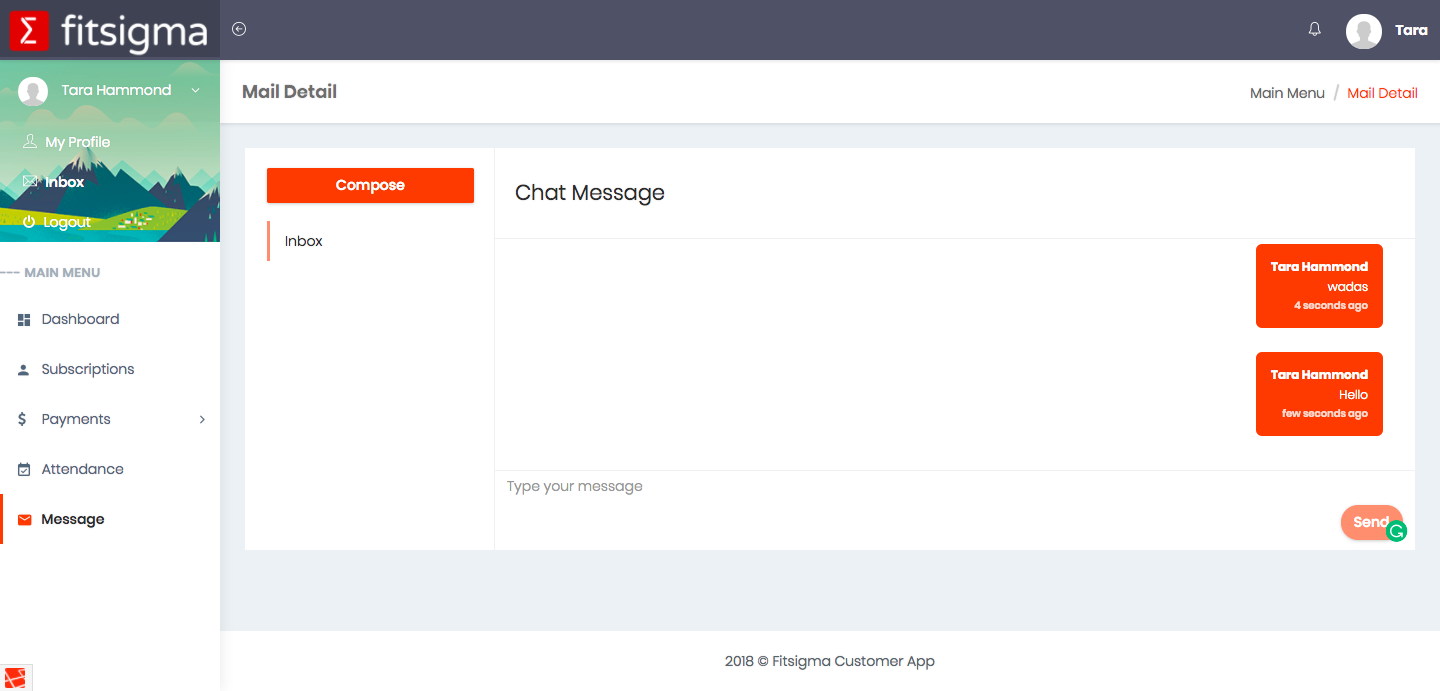 fitsigma
Tara
Tara Hammond
My Profile
Inbox
Logout
--- MAIN MENU
Dashboard
Subscriptions
Payments
Attendance
Message
Mail Detail
Main Menu / Mail Detail
Compose
Inbox
Chat Message
Tara Hammond
wadas
4 seconds ago
Tara Hammond
Hello
few seconds ago
Type your message
Send
2018 © Fitsigma Customer App